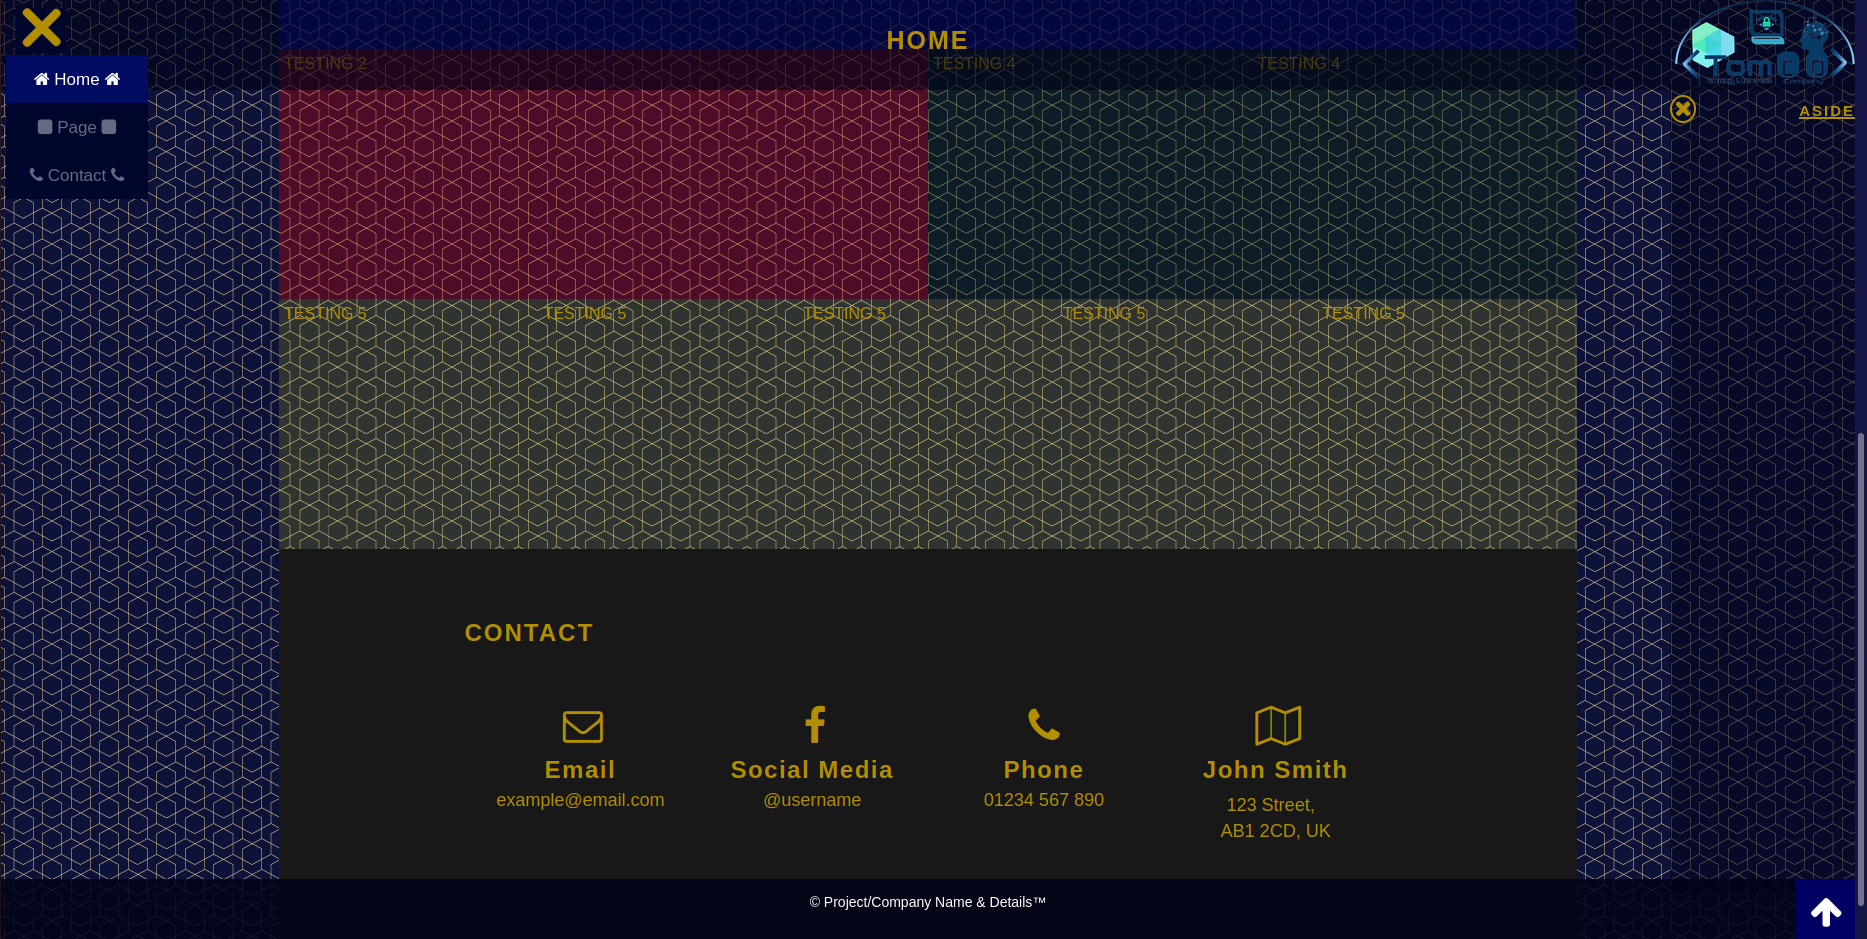 HOME
TESTING 2
TESTING 4
TESTING 4
TomCo
Home
Page
Contact
ASIDE
TESTING 5
TESTING 5
TESTING 5
TESTING 5
TESTING 5
CONTACT
Email
example@email.com
Social Media
@username
Phone
01234 567 890
John Smith
123 Street,
AB1 2CD, UK
© Project/Company Name & Details™